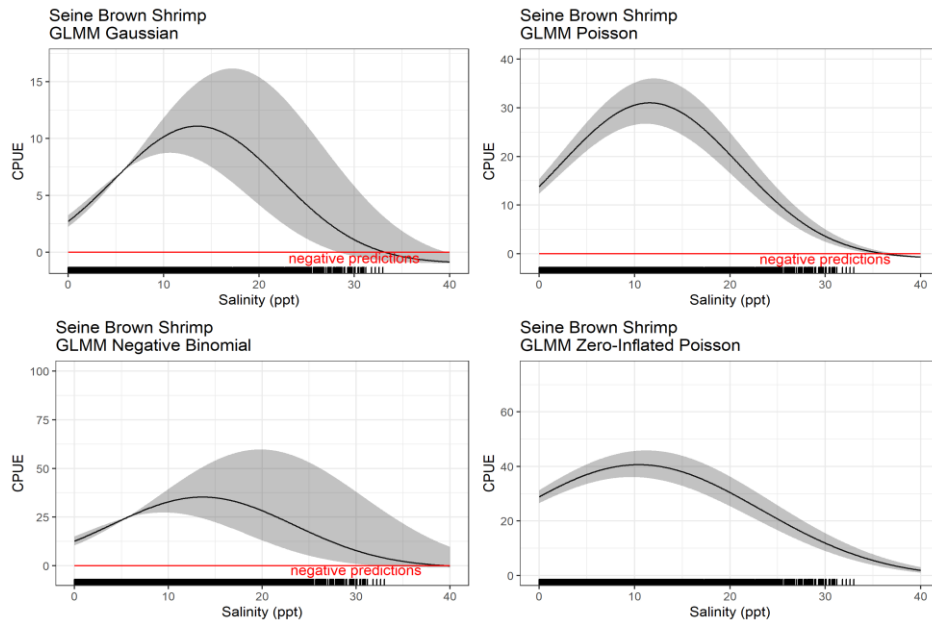 Seine Brown Shrimp
GLMM Gaussian
CPUE
15
10
5
0
negative predictions
0
10
20
30
40
Salinity (ppt)
Seine Brown Shrimp
GLMM Poisson
CPUE
40
30
20
10
0
negative predictions
0
10
20
30
40
Salinity (ppt)
Seine Brown Shrimp
GLMM Negative Binomial
CPUE
100
75
50
25
0
negative predictions
0
10
20
30
40
Salinity (ppt)
Seine Brown Shrimp
GLMM Zero-Inflated Poisson
CPUE
60
40
20
0
0
10
20
30
40
Salinity (ppt)